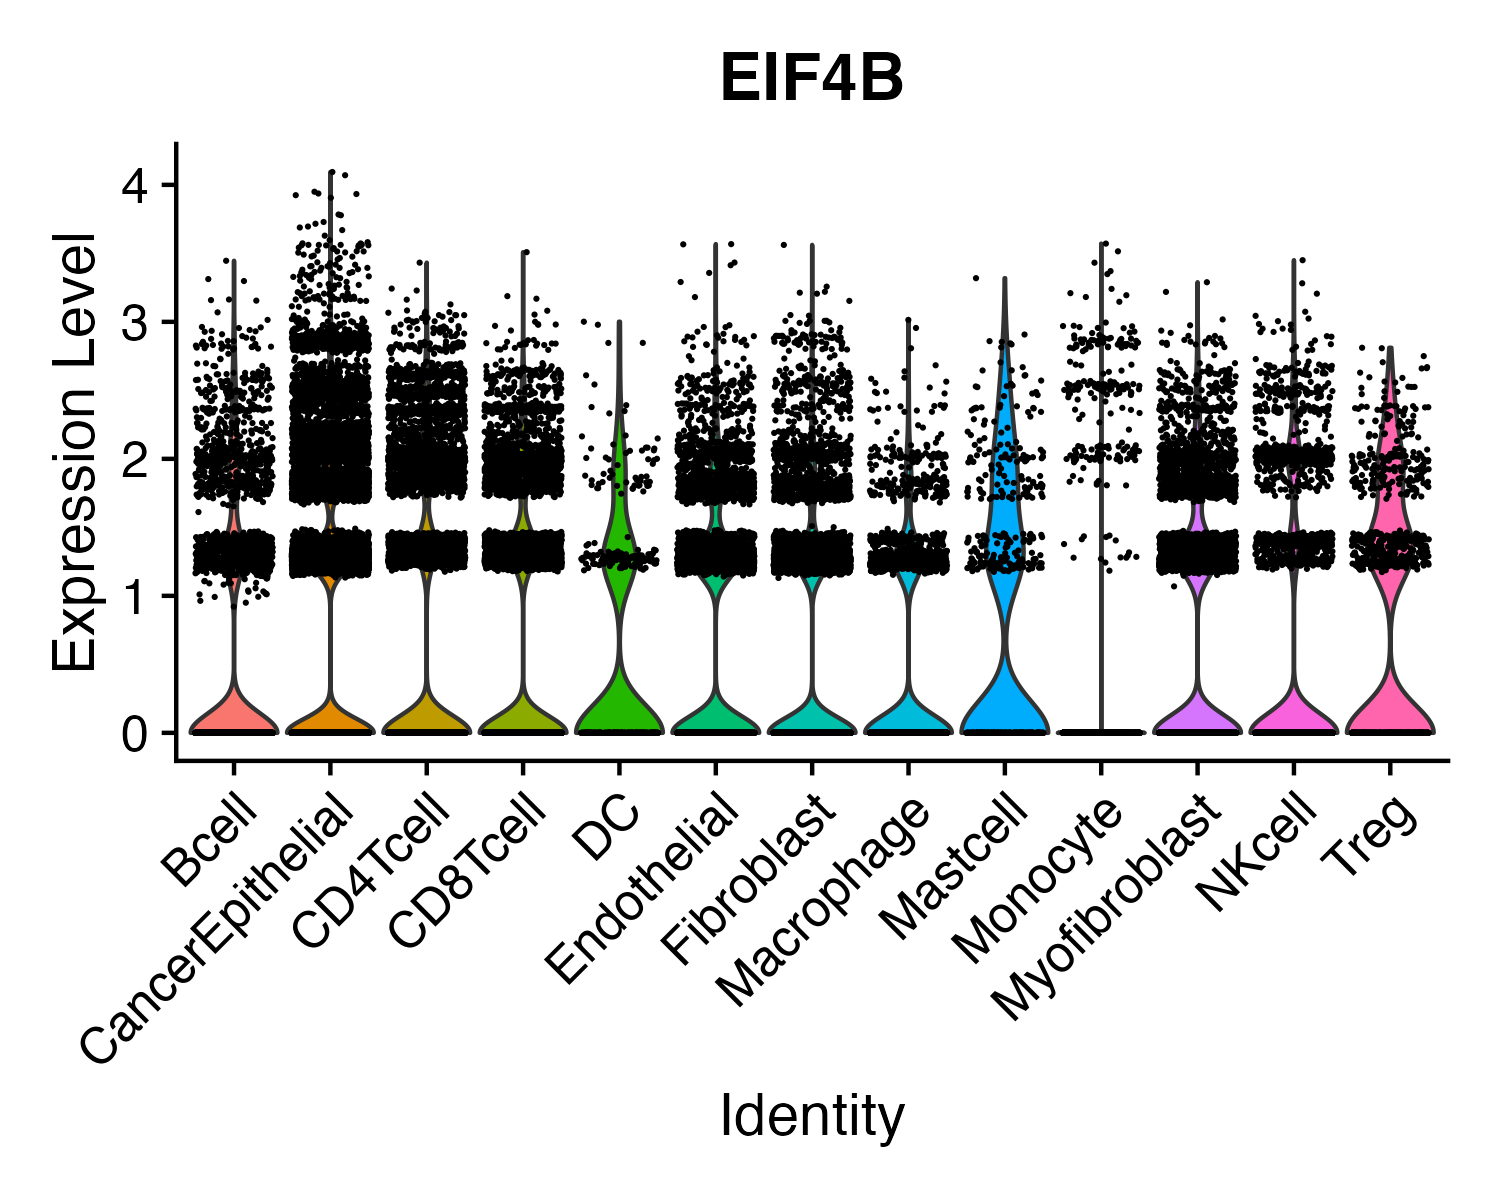 EIF4B
Expression Level
4
3
2
1
0
Bcell
CancerEpithelial
CD4Tcell
CD8Tcell
DC
Endothelial
Fibroblast
Macrophage
Mastcell
Monocyte
Myofibroblast
NKcell
Treg
Identity